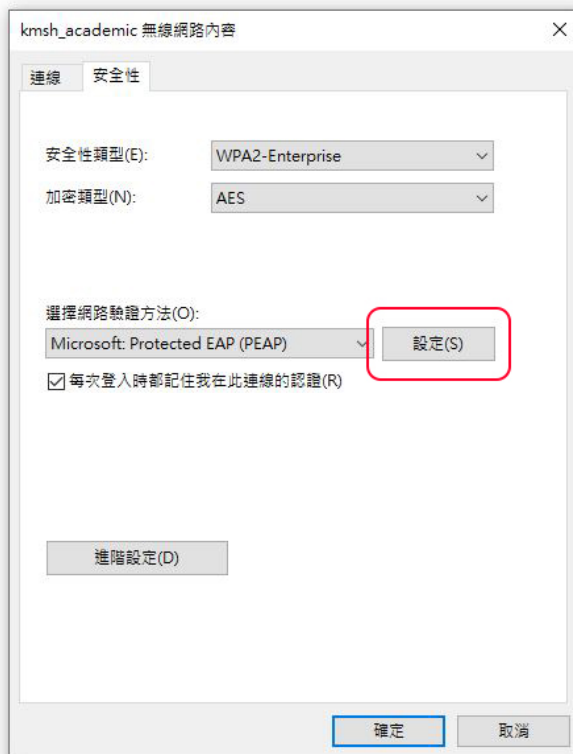 kmsh_academic 無線網路內容
連線 安全性
安全性類型(E): WPA2-Enterprise
加密類型(N): AES
選擇網路驗證方法(O):
Microsoft: Protected EAP (PEAP) 設定(S)
每次登入時都記住我在此連線的認證(R)
進階設定(D)
確定 取消